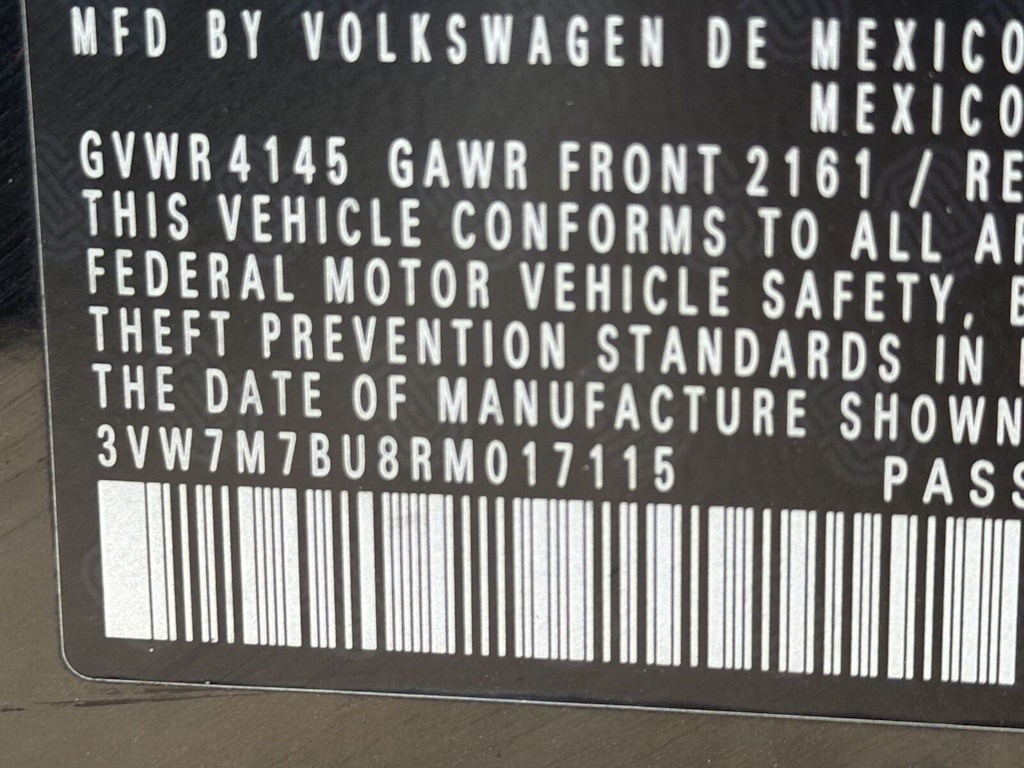 MFD BY VOLKSWAGEN DE MEXICO
MEXICO
GVWR 4145 GAWR FRONT 2161 / RE
THIS VEHICLE CONFORMS TO ALL AP
FEDERAL MOTOR VEHICLE SAFETY, B
THEFT PREVENTION STANDARDS IN
THE DATE OF MANUFACTURE SHOWN
3VW7M7BU8RM017115 PASS